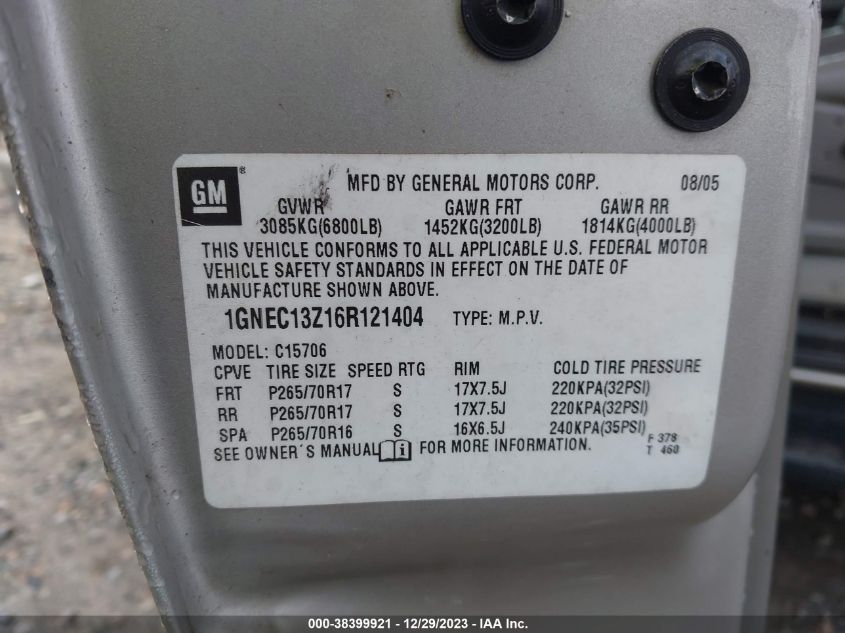 GM ®
MFD BY GENERAL MOTORS CORP. 08/05
GVWR GAWR FRT GAWR RR
3085KG(6800LB) 1452KG(3200LB) 1814KG(4000LB)
THIS VEHICLE CONFORMS TO ALL APPLICABLE U.S. FEDERAL MOTOR
VEHICLE SAFETY STANDARDS IN EFFECT ON THE DATE OF
MANUFACTURE SHOWN ABOVE.
1GNEC13Z16R121404 TYPE: M.P.V.
MODEL: C15706
CPVE TIRE SIZE SPEED RTG RIM COLD TIRE PRESSURE
FRT P265/70R17 S 17X7.5J 220KPA(32PSI)
RR P265/70R17 S 17X7.5J 220KPA(32PSI)
SPA P265/70R16 S 16X6.5J 240KPA(35PSI)
SEE OWNER'S MANUAL i FOR MORE INFORMATION.
F 378
T 460
000-38399921 - 12/29/2023 - IAA Inc.